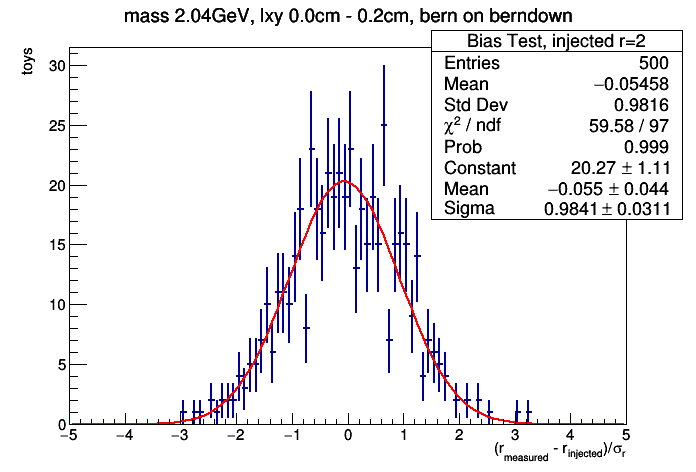 mass 2.04GeV, lxy 0.0cm - 0.2cm, bern on berndown
Bias Test, injected r=2
Entries 500
Mean −0.05458
Std Dev 0.9816
χ² / ndf 59.58 / 97
Prob 0.999
Constant 20.27 ± 1.11
Mean −0.055 ± 0.044
Sigma 0.9841 ± 0.0311
toys
30
25
20
15
10
5
0
−5 −4 −3 −2 −1 0 1 2 3 4 5
(r_measured - r_injected)/σ_r